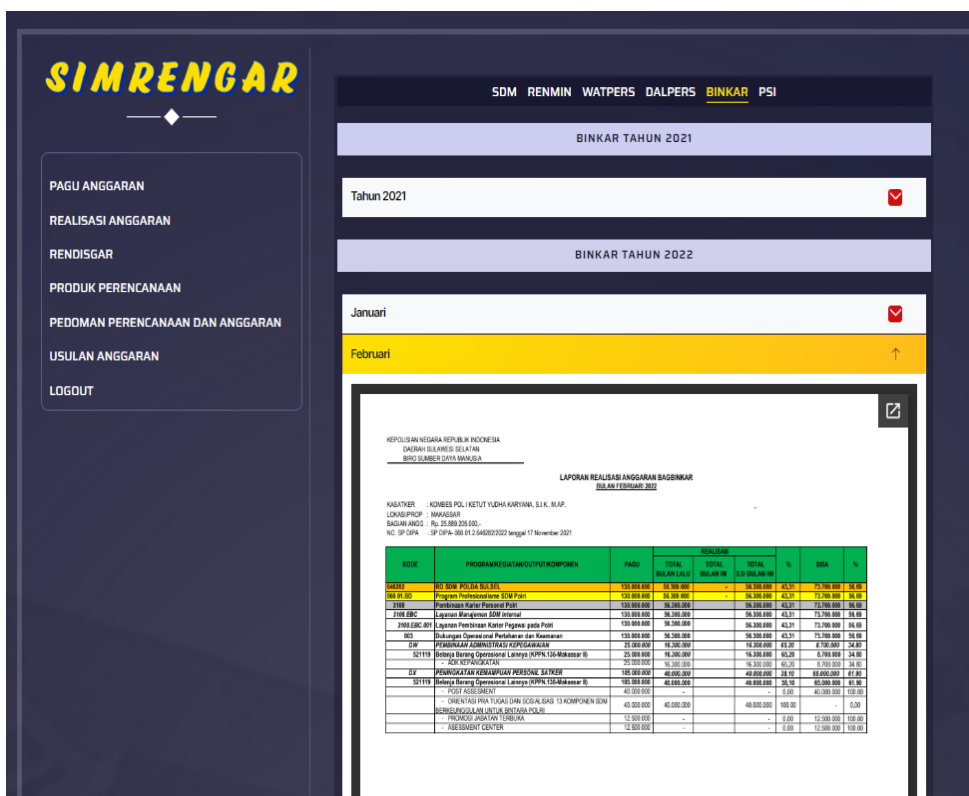 SIMRENGAR
PAGU ANGGARAN
REALISASI ANGGARAN
RENDISGAR
PRODUK PERENCANAAN
PEDOMAN PERENCANAAN DAN ANGGARAN
USULAN ANGGARAN
LOGOUT
SDM RENMIN WATPERS DALPERS BINKAR PSI
BINKAR TAHUN 2021
Tahun 2021
BINKAR TAHUN 2022
Januari
Februari
KEPOLISIAN NEGARA REPUBLIK INDONESIA
DAERAH SULAWESI SELATAN
BIRO SUMBER DAYA MANUSIA
LAPORAN REALISASI ANGGARAN BAGBINKAR
BULAN FEBRUARI 2022
KASATKER : KOMBES POL I KETUT YUDHA KARYANA, S.I.K., M.AP.
LOKASI/PROP : MAKASSAR
BAGIAN ANGG : Rp. 25.889.205.000,-
NO. SP DIPA : SP DIPA- 060.01.2.646282/2022 tanggal 17 November 2021
KODE PROGRAM/KEGIATAN/OUTPUT/KOMPONEN PAGU REALISASI TOTAL BULAN LALU TOTAL BULAN INI TOTAL S.D BULAN INI % SISA %
646282 RO SDM POLDA SULSEL 130.000.000 56.300.000 - 56.300.000 43,31 73.700.000 56,69
060.01.BD Program Profesionalisme SDM Polri 130.000.000 56.300.000 - 56.300.000 43,31 73.700.000 56,69
3108 Pembinaan Karier Personel Polri 130.000.000 56.300.000 56.300.000 43,31 73.700.000 56,69
3108.EBC Layanan Manajemen SDM Internal 130.000.000 56.300.000 56.300.000 43,31 73.700.000 56,69
3108.EBC.001 Layanan Pembinaan Karier Pegawai pada Polri 130.000.000 56.300.000 56.300.000 43,31 73.700.000 56,69
003 Dukungan Operasional Pertahanan dan Keamanan 130.000.000 56.300.000 56.300.000 43,31 73.700.000 56,69
DW PEMBINAAN ADMINISTRASI KEPEGAWAIAN 25.000.000 16.300.000 16.300.000 65,20 8.700.000 34,80
521119 Belanja Barang Operasional Lainnya (KPPN.136-Makassar II) 25.000.000 16.300.000 16.300.000 65,20 8.700.000 34,80
- ADK KEPANGKATAN 25.000.000 16.300.000 16.300.000 65,20 8.700.000 34,80
DX PENINGKATAN KEMAMPUAN PERSONIL SATKER 105.000.000 40.000.000 40.000.000 38,10 65.000.000 61,90
521119 Belanja Barang Operasional Lainnya (KPPN.136-Makassar II) 105.000.000 40.000.000 40.000.000 38,10 65.000.000 61,90
- POST ASSESMENT 40.000.000 - - 0,00 40.000.000 100,00
- ORIENTASI PRA TUGAS DAN SOSIALISASI 13 KOMPONEN SDM
BERKEUNGGULAN UNTUK BINTARA POLRI 40.000.000 40.000.000 40.000.000 100,00 - 0,00
- PROMOSI JABATAN TERBUKA 12.500.000 - - 0,00 12.500.000 100,00
- ASESSMENT CENTER 12.500.000 - - 0,00 12.500.000 100,00